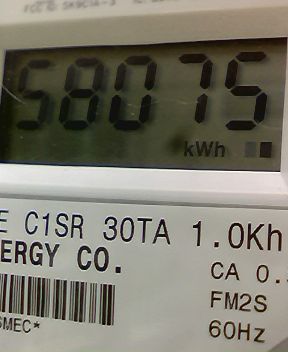 58075
kWh
E C1SR 30TA 1.0Kh
ERGY CO.
CA 0.
FM2S
60Hz
SMEC*